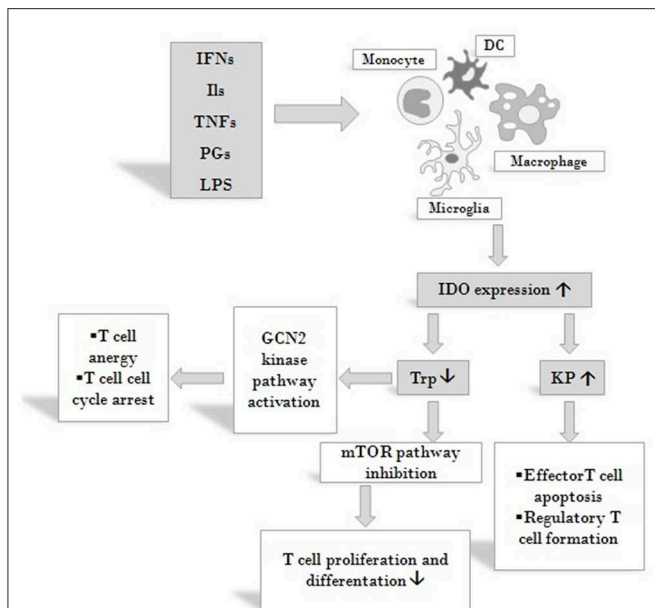 IFNs
Ils
TNFs
PGs
LPS
DC
Monocyte
Macrophage
Microglia
IDO expression ↑
Trp ↓
KP ↑
GCN2
kinase
pathway
activation
▪T cell
anergy
▪T cell cell
cycle arrest
mTOR pathway
inhibition
▪EffectorT cell
apoptosis
▪Regulatory T
cell formation
T cell proliferation and
differentation ↓